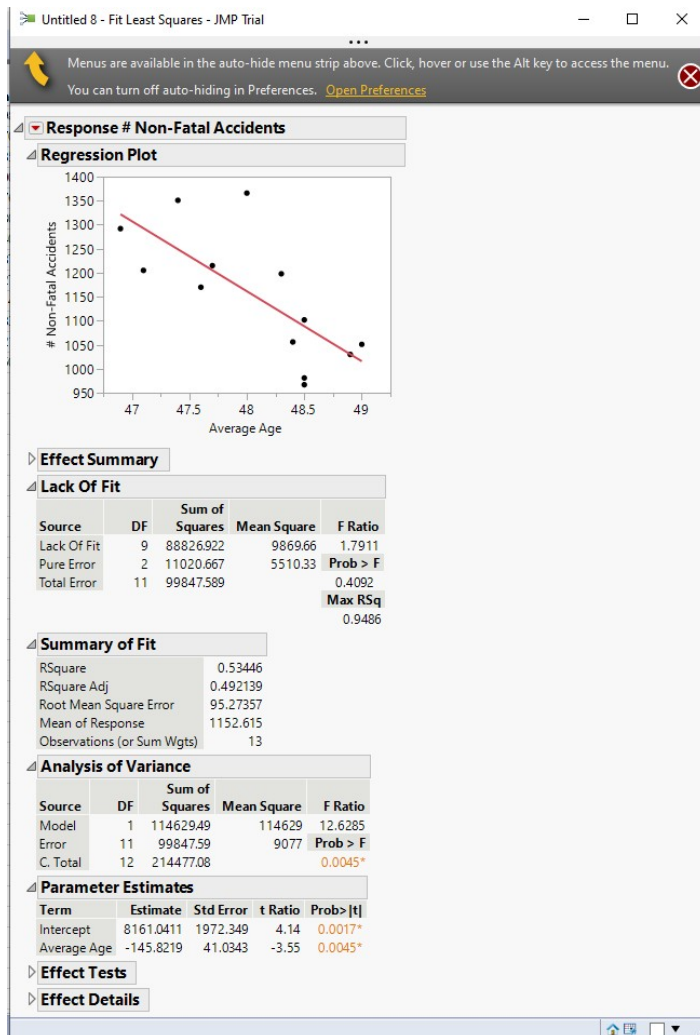 Untitled 8 - Fit Least Squares - JMP Trial
Menus are available in the auto-hide menu strip above. Click, hover or use the Alt key to access the menu.
You can turn off auto-hiding in Preferences. Open Preferences
Response # Non-Fatal Accidents
Regression Plot
1400
1350
1300
1250
1200
1150
1100
1050
1000
950
# Non-Fatal Accidents
47 47.5 48 48.5 49
Average Age
Effect Summary
Lack Of Fit
Sum of
Source DF Squares Mean Square F Ratio
Lack Of Fit 9 88826.922 9869.66 1.7911
Pure Error 2 11020.667 5510.33 Prob > F
Total Error 11 99847.589 0.4092
Max RSq
0.9486
Summary of Fit
RSquare 0.53446
RSquare Adj 0.492139
Root Mean Square Error 95.27357
Mean of Response 1152.615
Observations (or Sum Wgts) 13
Analysis of Variance
Sum of
Source DF Squares Mean Square F Ratio
Model 1 114629.49 114629 12.6285
Error 11 99847.59 9077 Prob > F
C. Total 12 214477.08 0.0045*
Parameter Estimates
Term Estimate Std Error t Ratio Prob>|t|
Intercept 8161.0411 1972.349 4.14 0.0017*
Average Age -145.8219 41.0343 -3.55 0.0045*
Effect Tests
Effect Details